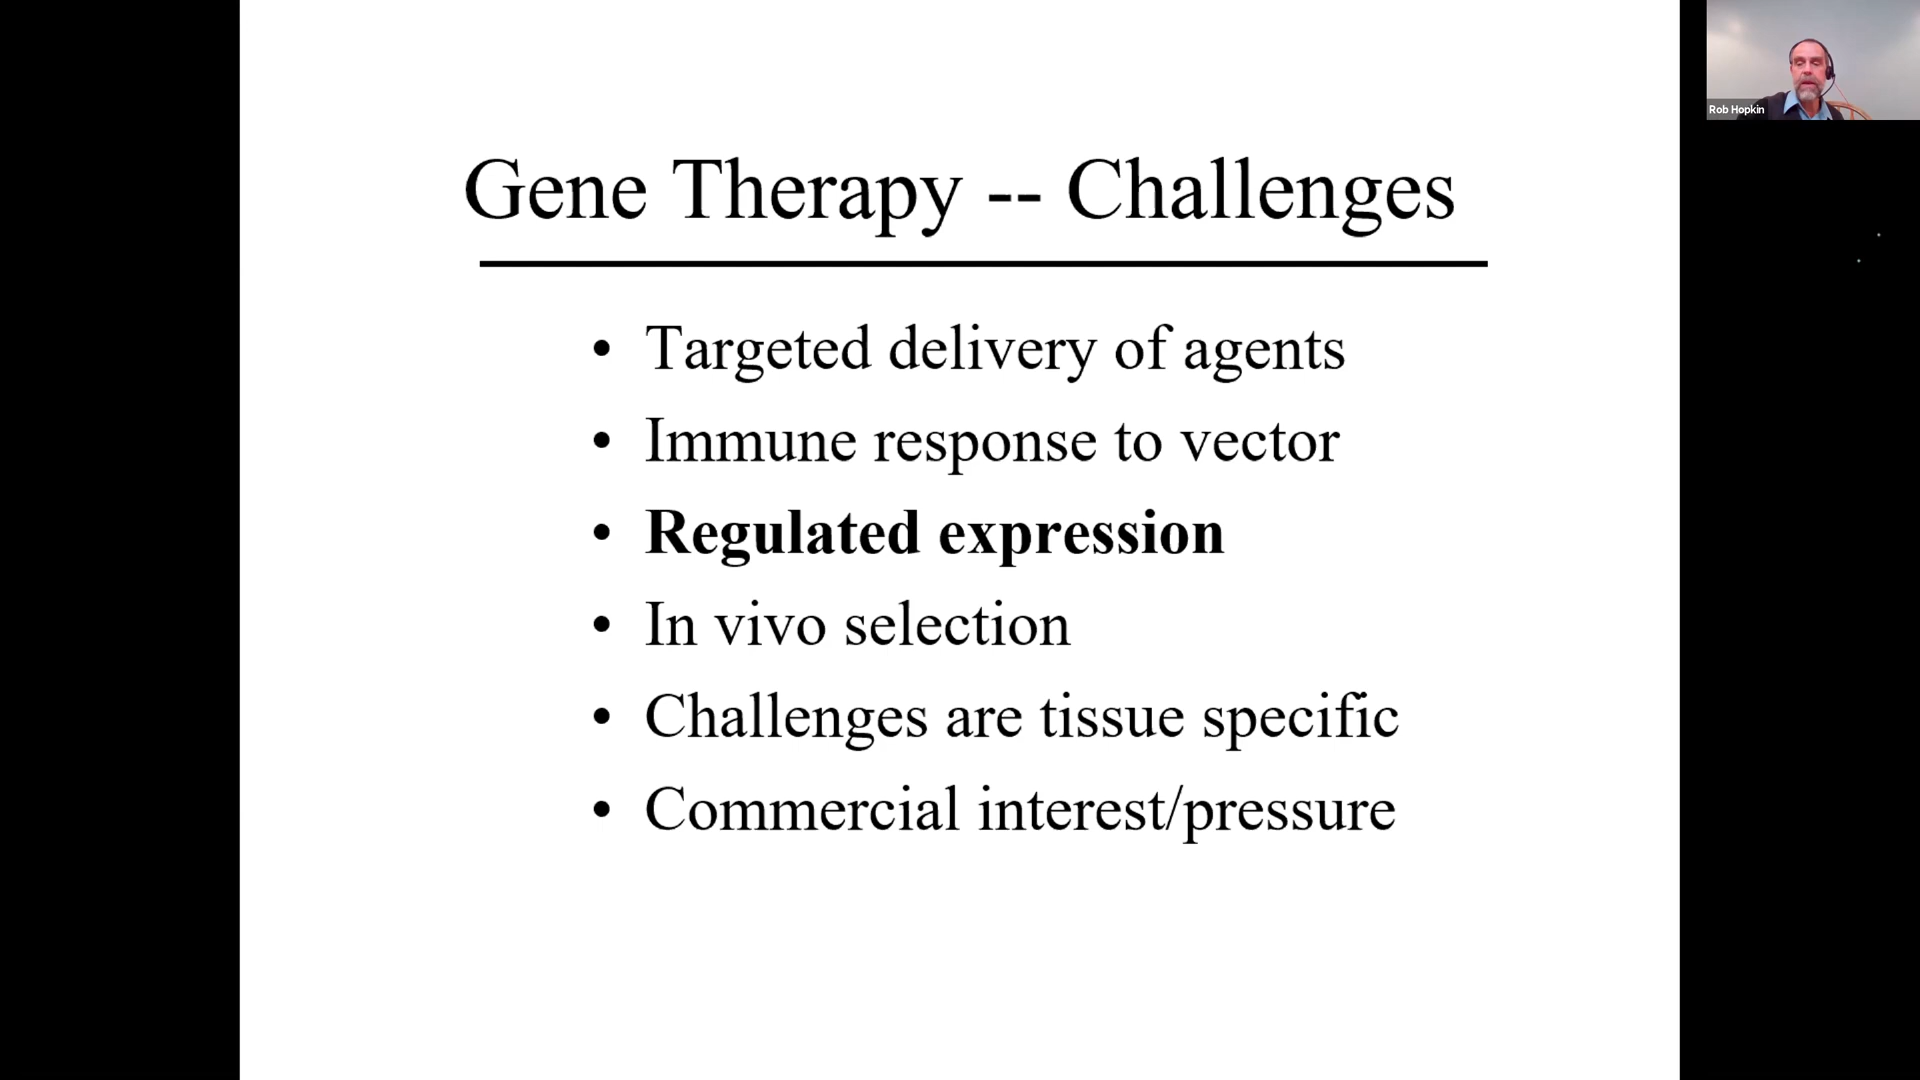 Rob Hopkin
Gene Therapy -- Challenges
• Targeted delivery of agents
• Immune response to vector
• Regulated expression
• In vivo selection
• Challenges are tissue specific
• Commercial interest/pressure